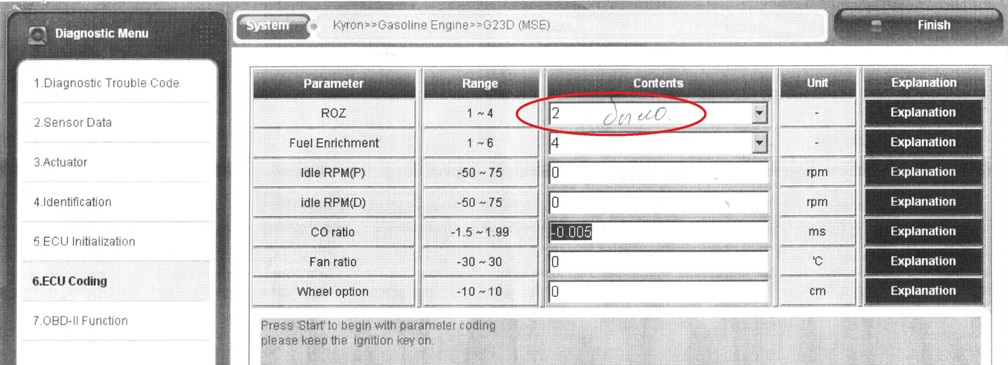 Diagnostic Menu
System
Kyron>>Gasoline Engine>>G23D (MSE)
Finish
1.Diagnostic Trouble Code
2.Sensor Data
3.Actuator
4.Identification
5.ECU Initialization
6.ECU Coding
7.OBD-II Function
Parameter Range Contents Unit Explanation
ROZ 1 ~ 4 2 было. - Explanation
Fuel Enrichment 1 ~ 6 4 - Explanation
Idle RPM(P) -50 ~ 75 0 rpm Explanation
idle RPM(D) -50 ~ 75 0 rpm Explanation
CO ratio -1.5 ~ 1.99 -0.005 ms Explanation
Fan ratio -30 ~ 30 0 'C Explanation
Wheel option -10 ~ 10 0 cm Explanation
Press 'Start' to begin with parameter coding
please keep the ignition key on.